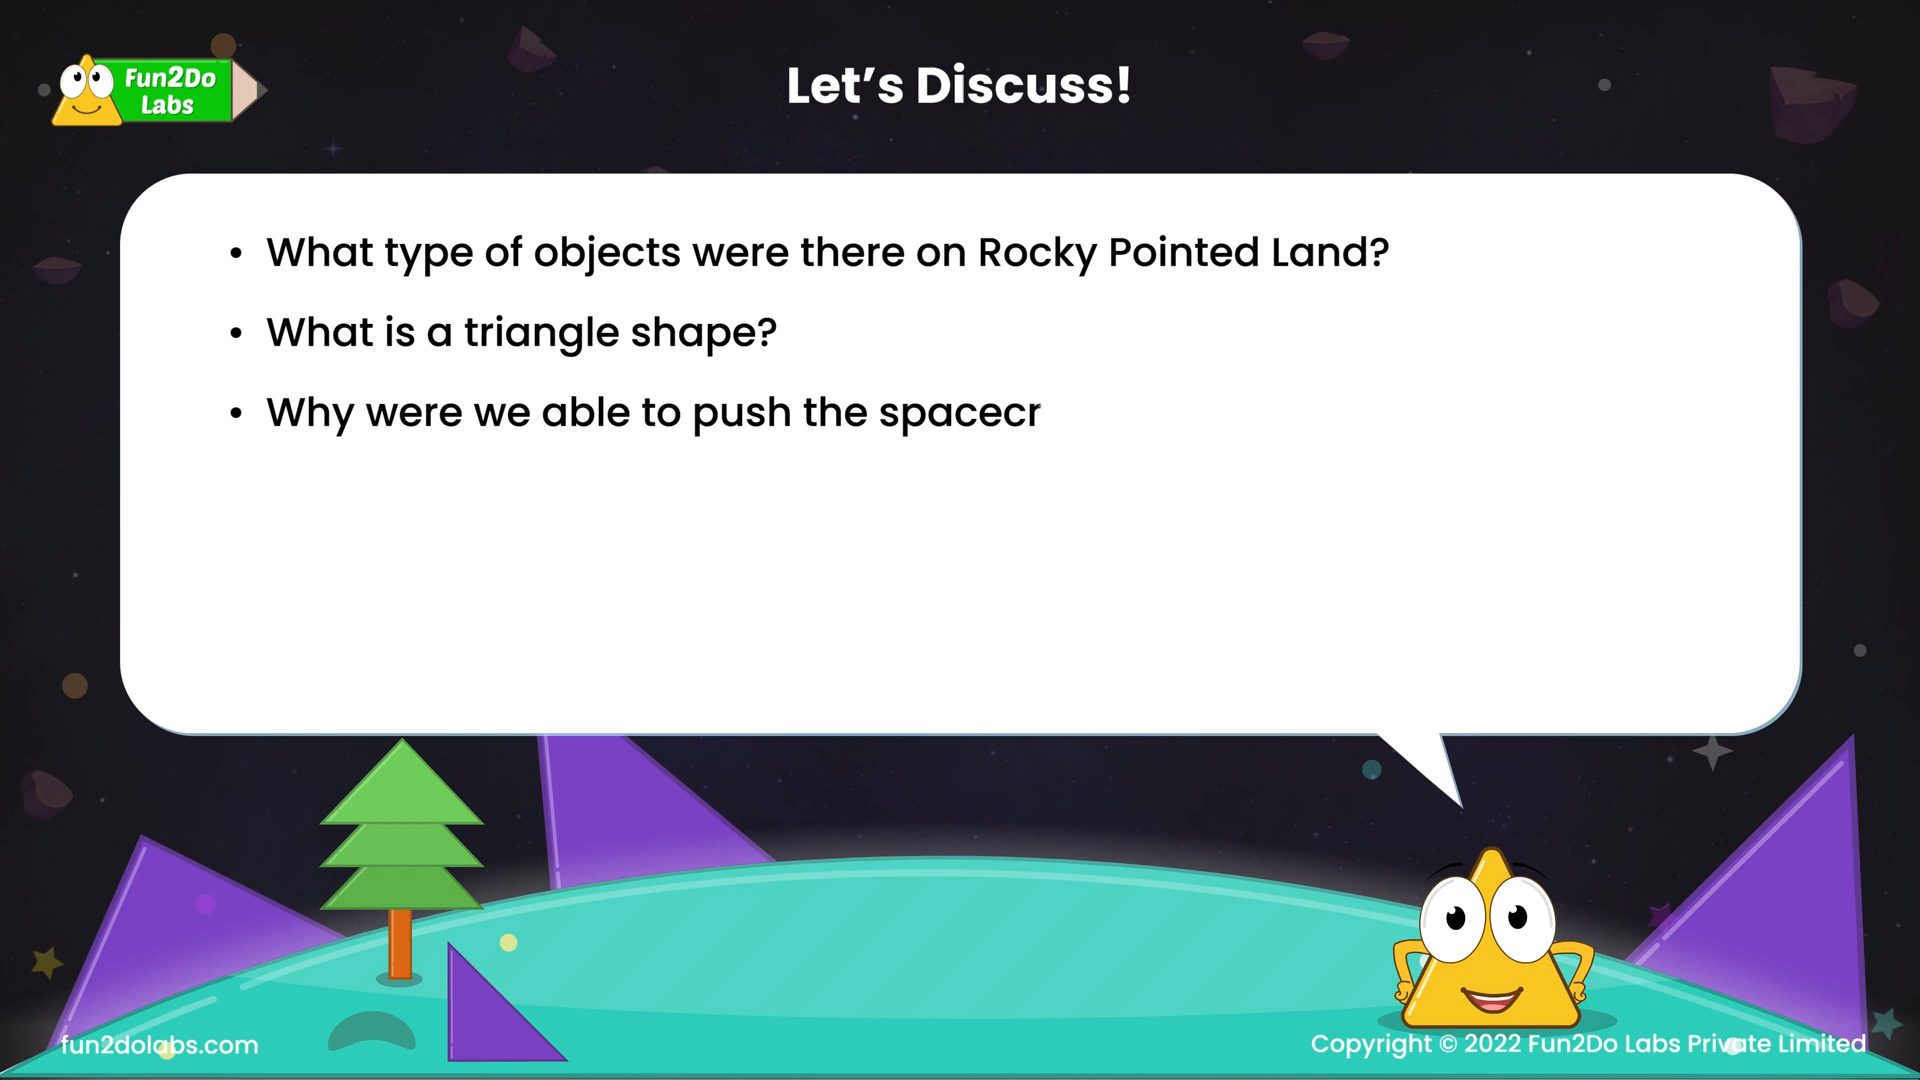 Fun2Do
Labs
Let's Discuss!
• What type of objects were there on Rocky Pointed Land?
• What is a triangle shape?
• Why were we able to push the spacecr
fun2dolabs.com
Copyright © 2022 Fun2Do Labs Private Limited